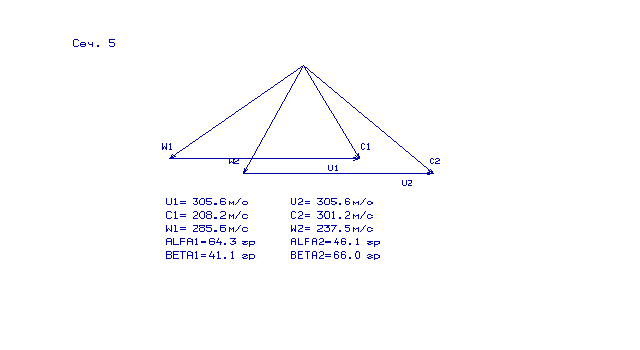 Сеч. 5
W1
C1
W2
U1
C2
U2
U1= 305.6м/с U2= 305.6м/с
C1= 208.2м/с C2= 301.2м/с
W1= 285.6м/с W2= 237.5м/с
ALFA1=64.3 гр ALFA2=46.1 гр
BETA1=41.1 гр BETA2=66.0 гр